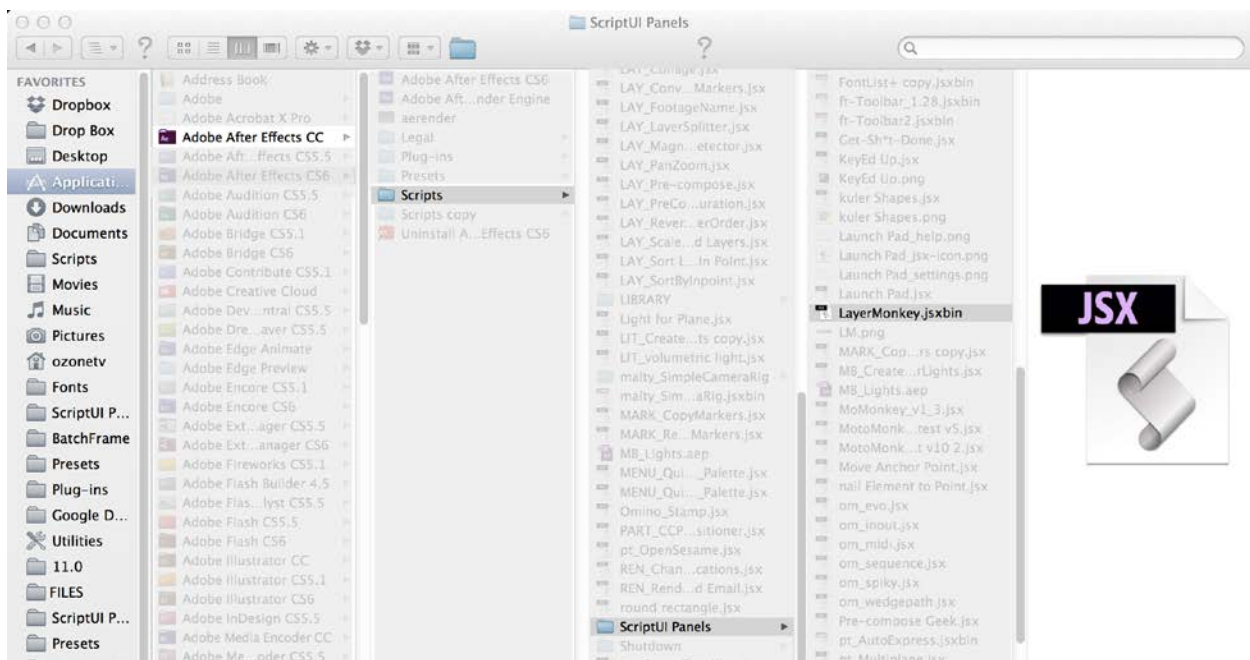 ScriptUI Panels
?
?
FAVORITES
Dropbox
Drop Box
Desktop
Applicati...
Downloads
Documents
Scripts
Movies
Music
Pictures
ozonetv
Fonts
ScriptUI P...
BatchFrame
Presets
Plug-ins
Google D...
Utilities
11.0
FILES
ScriptUI P...
Presets
Address Book
Adobe
Adobe Acrobat X Pro
Adobe After Effects CC
Adobe Aft...ffects CS5.5
Adobe After Effects CS6
Adobe Audition CS5.5
Adobe Audition CS6
Adobe Bridge CS5.1
Adobe Bridge CS6
Adobe Contribute CS5.1
Adobe Creative Cloud
Adobe Dev...ntral CS5.5
Adobe Dre...aver CS5.5
Adobe Edge Animate
Adobe Edge Preview
Adobe Encore CS5.1
Adobe Encore CS6
Adobe Ext...ager CS5.5
Adobe Ext...anager CS6
Adobe Fireworks CS5.1
Adobe Flash Builder 4.5
Adobe Flas...lyst CS5.5
Adobe Flash CS5.5
Adobe Flash CS6
Adobe Illustrator CC
Adobe Illustrator CS5.1
Adobe Illustrator CS6
Adobe InDesign CS5.5
Adobe Media Encoder CC
Adobe Me...oder CS5.5
Adobe After Effects CS6
Adobe Aft...nder Engine
aerender
Legal
Plug-ins
Presets
Scripts
Scripts copy
Uninstall A...Effects CS6
LAY_Collage.jsx
LAY_Conv...Markers.jsx
LAY_FootageName.jsx
LAY_LayerSplitter.jsx
LAY_Magn...etector.jsx
LAY_PanZoom.jsx
LAY_Pre-compose.jsx
LAY_PreCo...uration.jsx
LAY_Rever...erOrder.jsx
LAY_Scale...d Layers.jsx
LAY_Sort L...In Point.jsx
LAY_SortByInpoint.jsx
LIBRARY
Light for Plane.jsx
LIT_Create...ts copy.jsx
LIT_volumetric light.jsx
malty_SimpleCameraRig
malty_Sim...aRig.jsxbin
MARK_CopyMarkers.jsx
MARK_Re...Markers.jsx
MB_Lights.aep
MENU_Qui..._Palette.jsx
MENU_Qui..._Palette.jsx
Omino_Stamp.jsx
PART_CCP...sitioner.jsx
pt_OpenSesame.jsx
REN_Chan...cations.jsx
REN_Rend...d Email.jsx
round rectangle.jsx
ScriptUI Panels
Shutdown
FontList+ copy.jsxbin
ft-Toolbar_1.28.jsxbin
ft-Toolbar2.jsxbin
Get-Sh*t-Done.jsx
KeyEd Up.jsx
KeyEd Up.png
kuler Shapes.jsx
kuler Shapes.png
Launch Pad_help.png
Launch Pad_jsx-icon.png
Launch Pad_settings.png
Launch Pad.jsx
LayerMonkey.jsxbin
LM.png
MARK_Cop...rs copy.jsx
MB_Create...rLights.jsx
MB_Lights.aep
MoMonkey_v1_3.jsx
MotoMonk...test v5.jsx
MotoMonk...t v10 2.jsx
Move Anchor Point.jsx
nail Element to Point.jsx
om_evo.jsx
om_inout.jsx
om_midi.jsx
om_sequence.jsx
om_spiky.jsx
om_wedgepath.jsx
Pre-compose Geek.jsx
pt_AutoExpress.jsxbin
pt_Multiplane.jsx
JSX